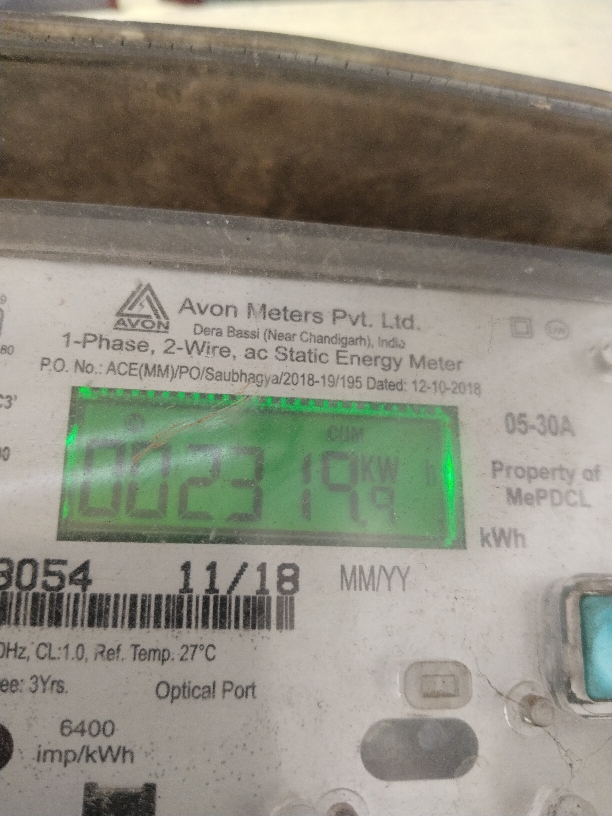 AVON
Avon Meters Pvt. Ltd.
Dera Bassi (Near Chandigarh), India
1-Phase, 2-Wire, ac Static Energy Meter
P.O. No.: ACE(MM)/PO/Saubhagya/2018-19/195 Dated: 12-10-2018
CUM
002319.9 KW h
05-30A
Property of
MePDCL
kWh
3054 11/18 MM/YY
0Hz, CL:1.0, Ref. Temp. 27°C
ee: 3Yrs. Optical Port
6400
imp/kWh